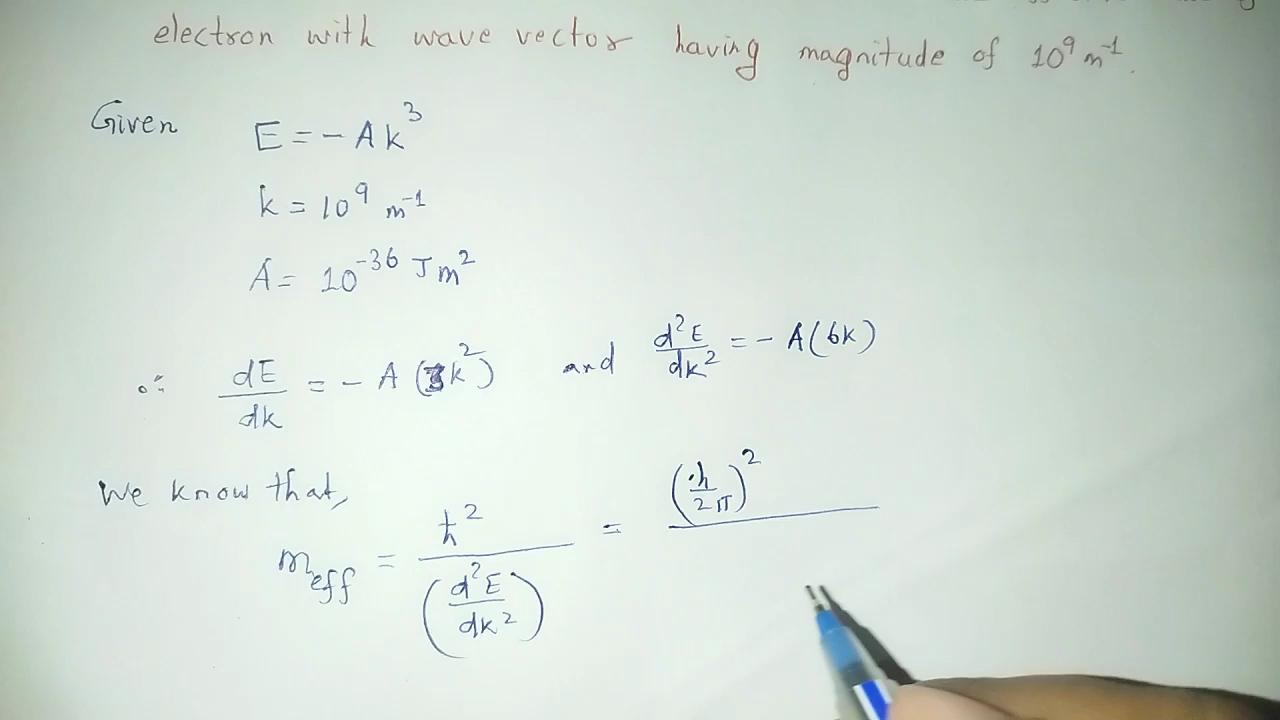 electron with wave vector having magnitude of 10⁹ m⁻¹.
Given E = - A k³
k = 10⁹ m⁻¹
A = 10⁻³⁶ J m²
∴ dE/dk = - A (3k²) and d²E/dk² = - A(6k)
We know that,
m_eff = ħ² / (d²E/dk²) = (h/2π)²